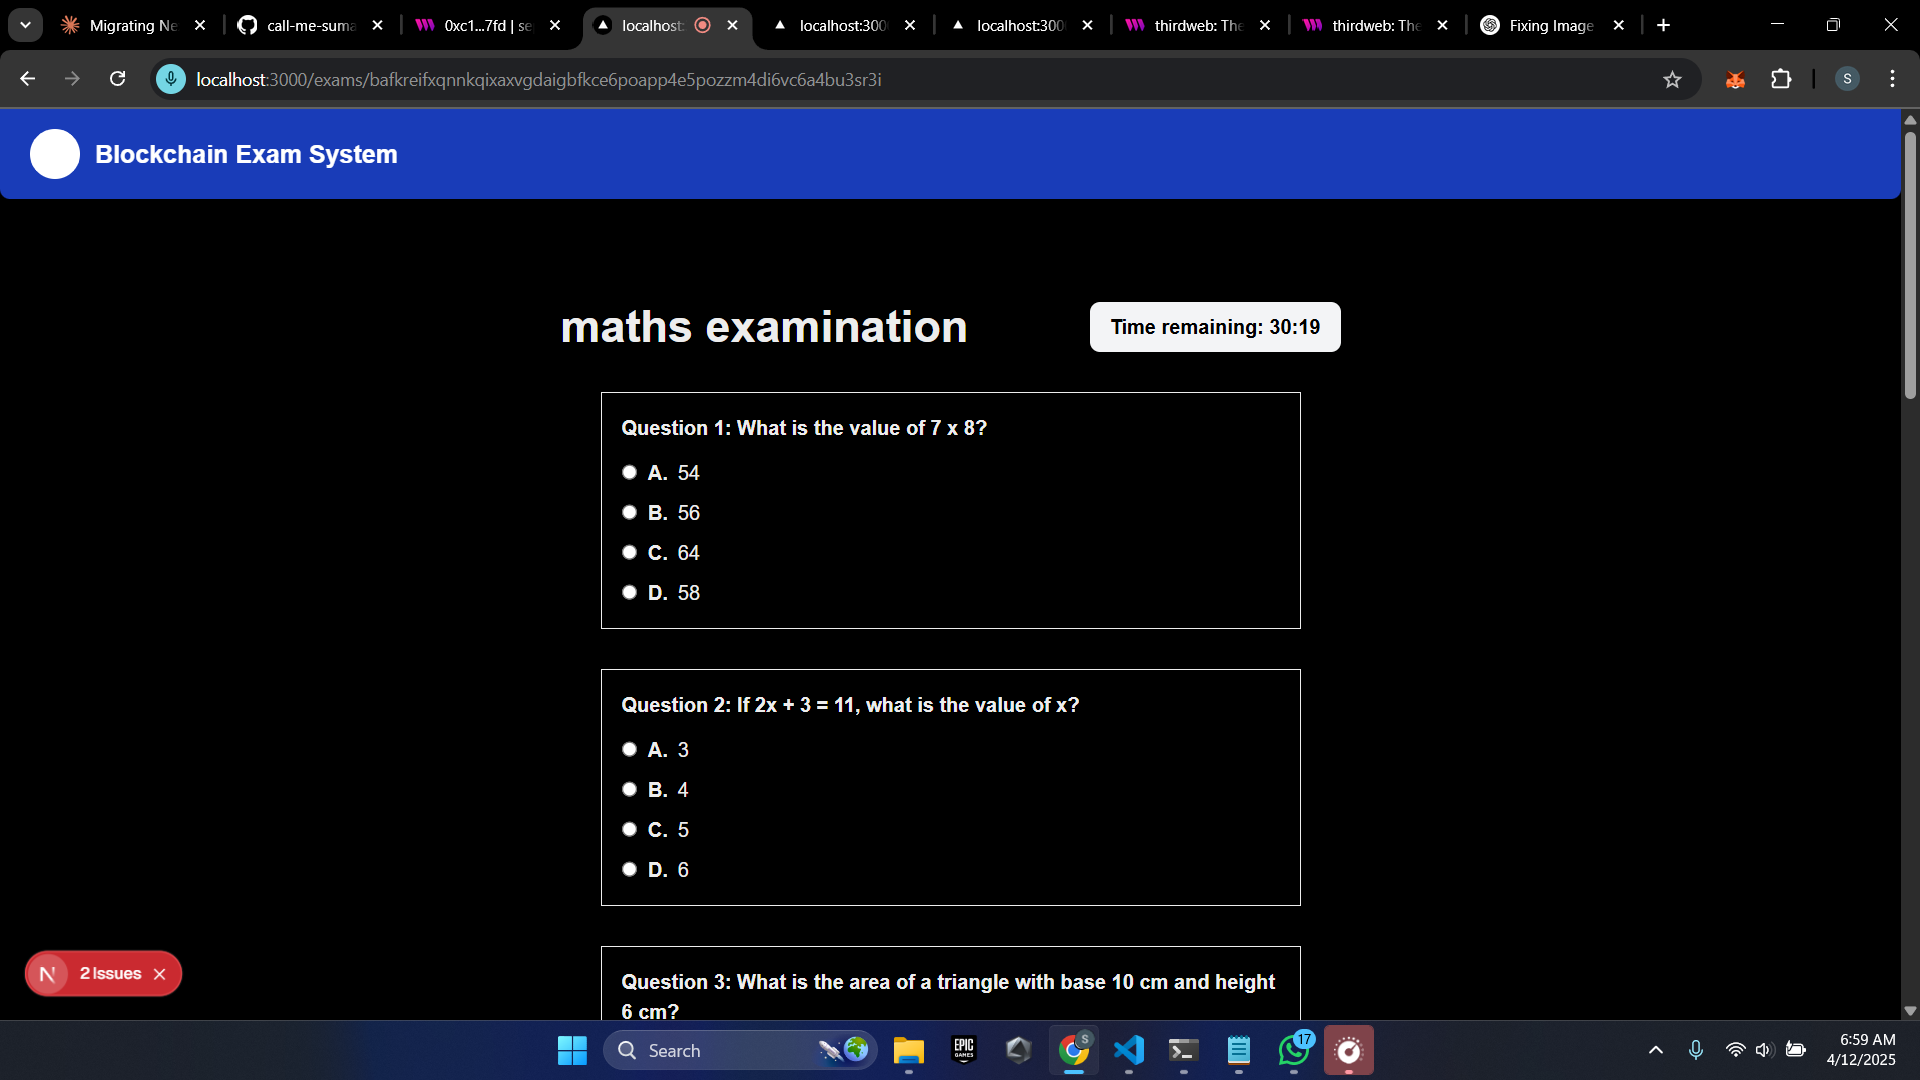 Migrating Ne
call-me-suma
0xc1...7fd | se
localhost:
localhost:300
localhost:300
thirdweb: The
thirdweb: The
Fixing Image
localhost:3000/exams/bafkreifxqnnkqixaxvgdaigbfkce6poapp4e5pozzm4di6vc6a4bu3sr3i
S
Blockchain Exam System
maths examination
Time remaining: 30:19
Question 1: What is the value of 7 x 8?
A. 54
B. 56
C. 64
D. 58
Question 2: If 2x + 3 = 11, what is the value of x?
A. 3
B. 4
C. 5
D. 6
Question 3: What is the area of a triangle with base 10 cm and height
6 cm?
N 2 Issues
Search
EPIC
GAMES
S
17
6:59 AM
4/12/2025